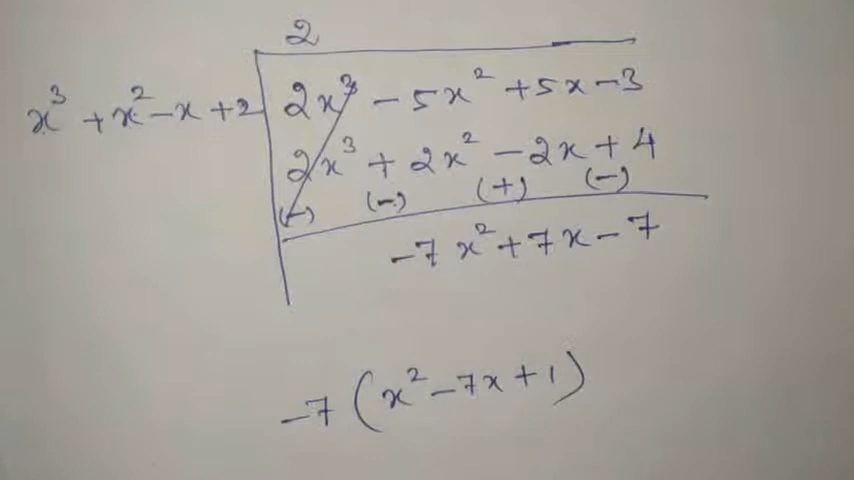 2
x³ + x² - x + 2 2x³ - 5x² + 5x - 3
2x³ + 2x² - 2x + 4
(-) (-) (+) (-)
-7x² + 7x - 7
-7 (x² - 7x + 1)